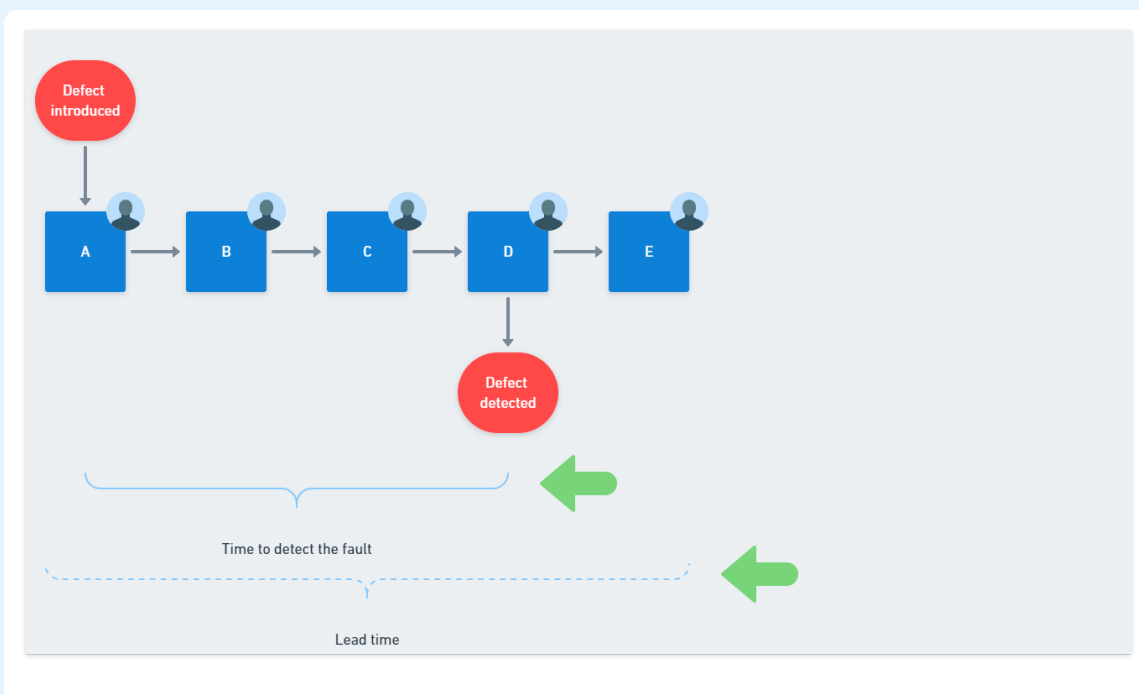 Defect
introduced
A
B
C
D
E
Defect
detected
Time to detect the fault
Lead time